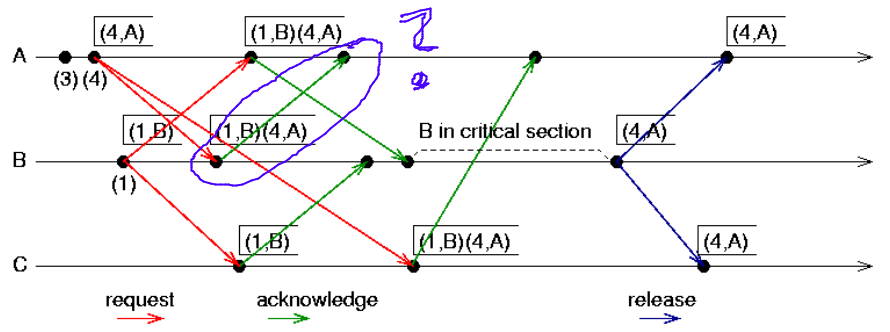 (4,A) (1,B)(4,A) ? (4,A)
A
(3) (4)
(1,B) (1,B)(4,A) B in critical section (4,A)
B
(1)
(1,B) (1,B)(4,A) (4,A)
C
request acknowledge release